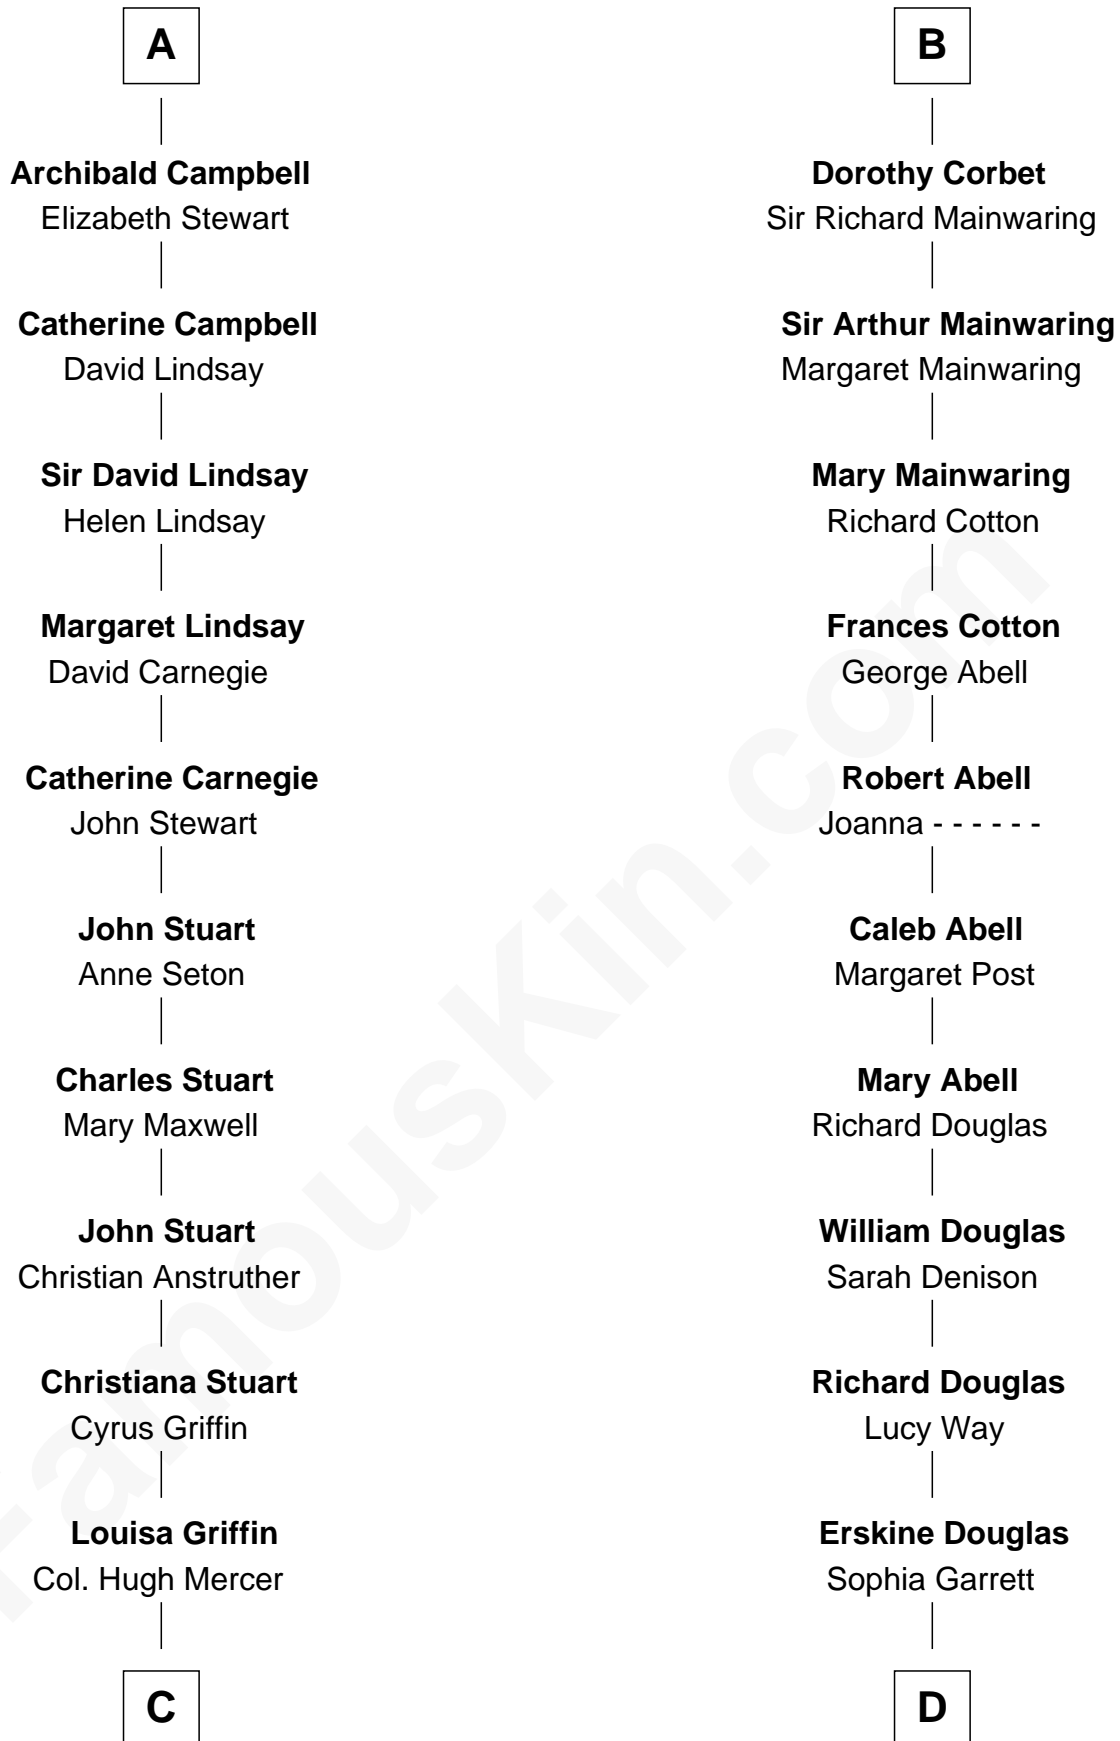 A
Archibald Campbell
Elizabeth Stewart
Catherine Campbell
David Lindsay
Sir David Lindsay
Helen Lindsay
Margaret Lindsay
David Carnegie
Catherine Carnegie
John Stewart
John Stuart
Anne Seton
Charles Stuart
Mary Maxwell
John Stuart
Christian Anstruther
Christiana Stuart
Cyrus Griffin
Louisa Griffin
Col. Hugh Mercer
C
B
Dorothy Corbet
Sir Richard Mainwaring
Sir Arthur Mainwaring
Margaret Mainwaring
Mary Mainwaring
Richard Cotton
Frances Cotton
George Abell
Robert Abell
Joanna - - - - - -
Caleb Abell
Margaret Post
Mary Abell
Richard Douglas
William Douglas
Sarah Denison
Richard Douglas
Lucy Way
Erskine Douglas
Sophia Garrett
D
FamousKin.com